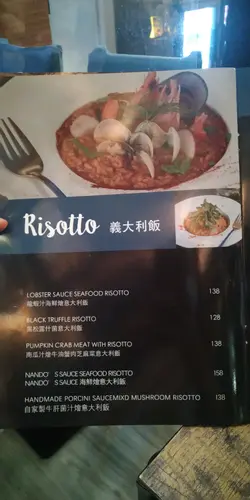 Risotto 義大利飯
LOBSTER SAUCE SEAFOOD RISOTTO 138
龍蝦汁海鮮燴意大利飯
BLACK TRUFFLE RISOTTO 128
黑松露什菌意大利飯
PUMPKIN CRAB MEAT WITH RISOTTO 138
南瓜汁燴牛油蟹肉芝麻菜意大利飯
NANDO' S SAUCE SEAFOOD RISOTTO 158
NANDO' S SAUCE 海鮮燴意大利飯
HANDMADE PORCINI SAUCEMIXD MUSHROOM RISOTTO 138
自家製牛肝菌汁燴意大利飯